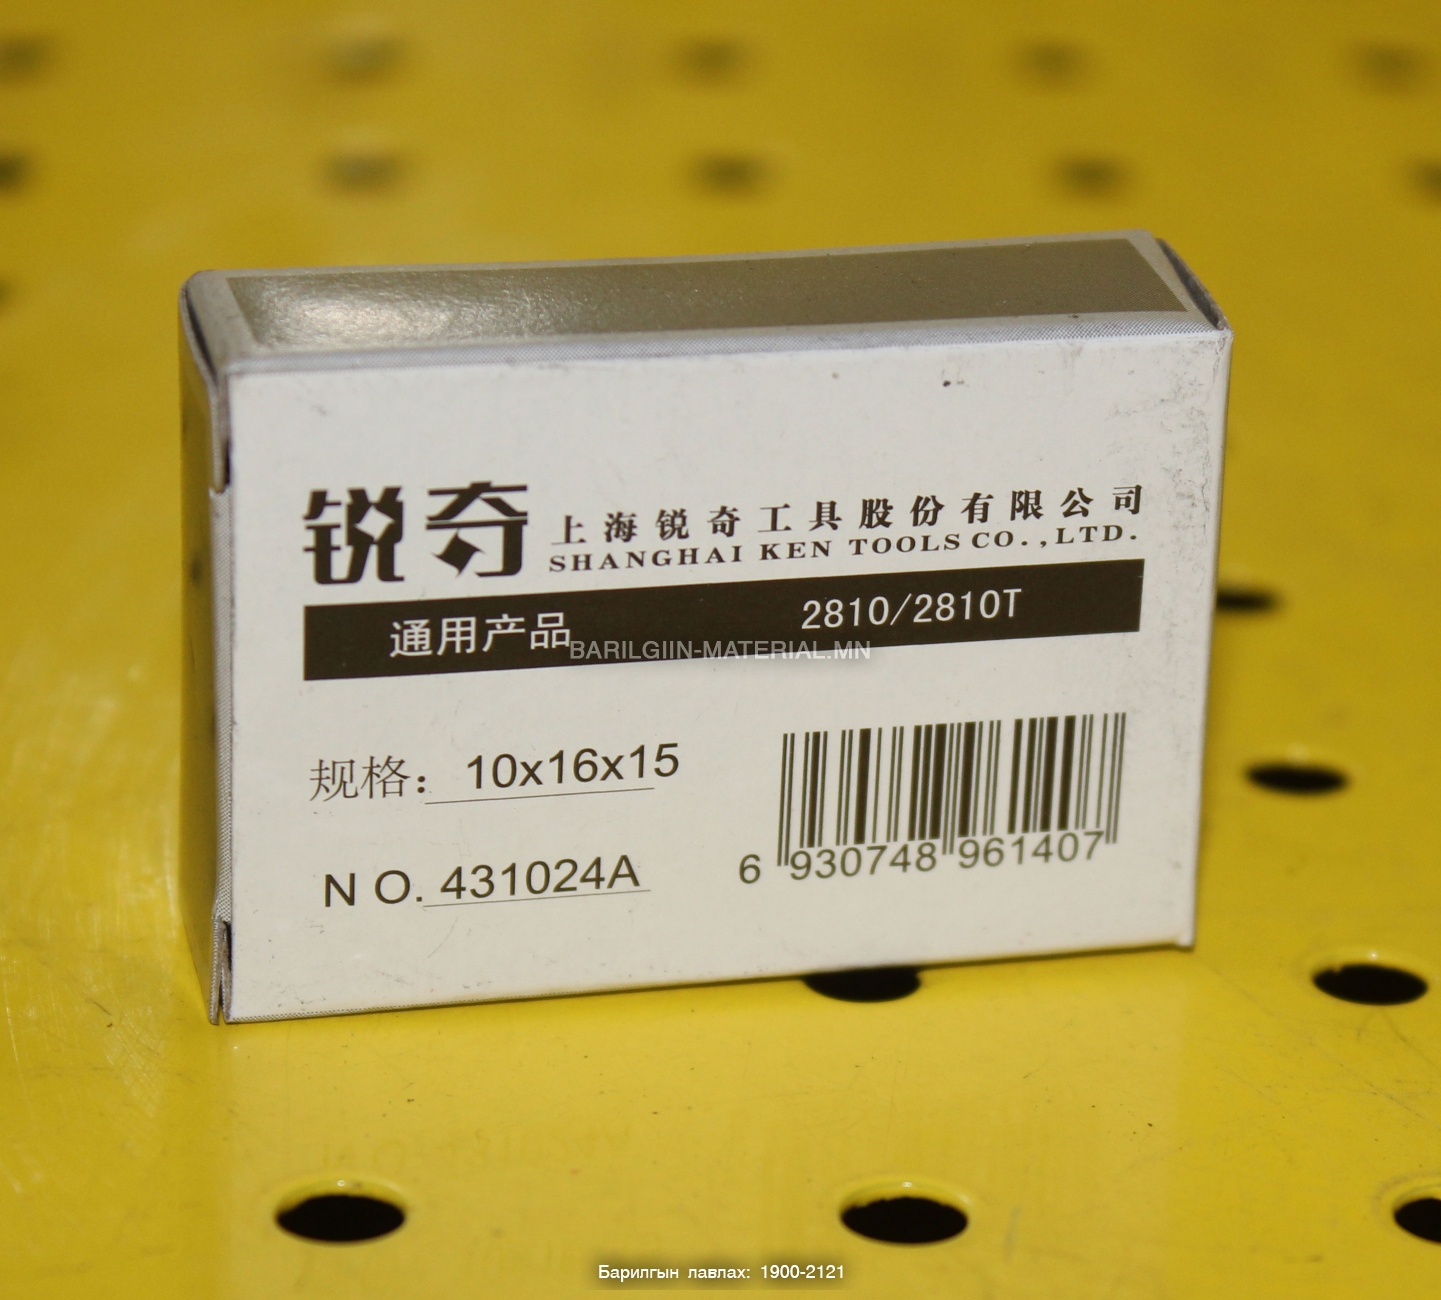 锐奇 上海锐奇工具股份有限公司
SHANGHAI KEN TOOLS CO.,LTD.
通用产品 2810/2810T
BARILGIIN-MATERIAL.MN
规格: 10x16x15
NO. 431024A
6 930748 961407
Барилгын лавлах: 1900-2121